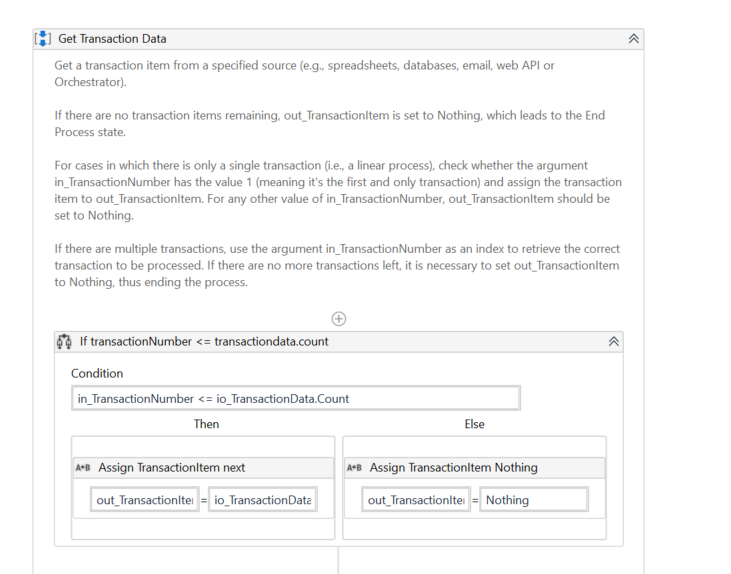 Get Transaction Data
Get a transaction item from a specified source (e.g., spreadsheets, databases, email, web API or
Orchestrator).
If there are no transaction items remaining, out_TransactionItem is set to Nothing, which leads to the End
Process state.
For cases in which there is only a single transaction (i.e., a linear process), check whether the argument
in_TransactionNumber has the value 1 (meaning it's the first and only transaction) and assign the transaction
item to out_TransactionItem. For any other value of in_TransactionNumber, out_TransactionItem should be
set to Nothing.
If there are multiple transactions, use the argument in_TransactionNumber as an index to retrieve the correct
transaction to be processed. If there are no more transactions left, it is necessary to set out_TransactionItem
to Nothing, thus ending the process.
If transactionNumber <= transactiondata.count
Condition
in_TransactionNumber <= io_TransactionData.Count
Then Else
A*B Assign TransactionItem next A*B Assign TransactionItem Nothing
out_TransactionIte = io_TransactionData out_TransactionIte = Nothing